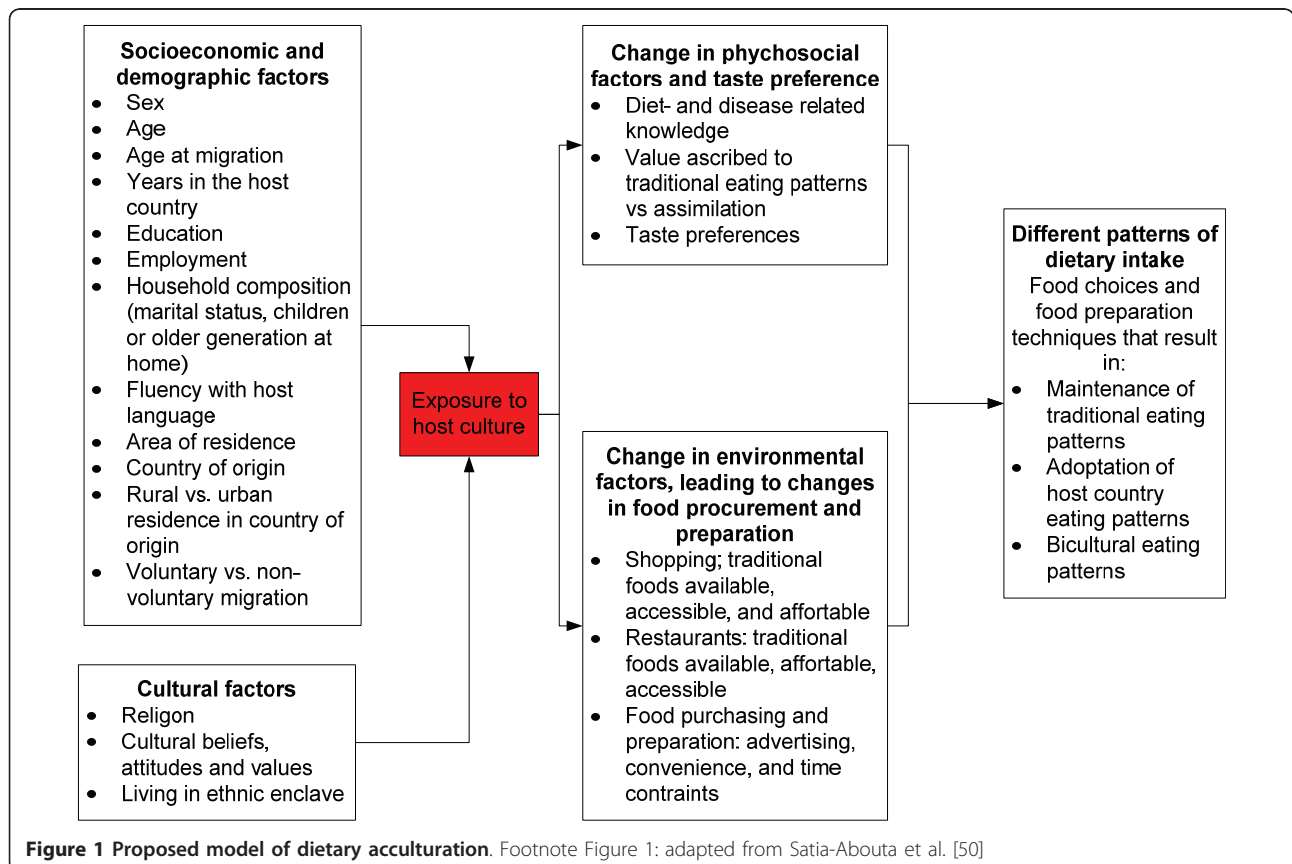 Socioeconomic and
demographic factors
• Sex
• Age
• Age at migration
• Years in the host
country
• Education
• Employment
• Household composition
(marital status, children
or older generation at
home)
• Fluency with host
language
• Area of residence
• Country of origin
• Rural vs. urban
residence in country of
origin
• Voluntary vs. non-
voluntary migration
Cultural factors
• Religon
• Cultural beliefs,
attitudes and values
• Living in ethnic enclave
Exposure to
host culture
Change in phychosocial
factors and taste preference
• Diet- and disease related
knowledge
• Value ascribed to
traditional eating patterns
vs assimilation
• Taste preferences
Change in environmental
factors, leading to changes
in food procurement and
preparation
• Shopping; traditional
foods available,
accessible, and affortable
• Restaurants: traditional
foods available, affortable,
accessible
• Food purchasing and
preparation: advertising,
convenience, and time
contraints
Different patterns of
dietary intake
Food choices and
food preparation
techniques that result
in:
• Maintenance of
traditional eating
patterns
• Adoptation of
host country
eating patterns
• Bicultural eating
patterns
Figure 1 Proposed model of dietary acculturation. Footnote Figure 1: adapted from Satia-Abouta et al. [50]